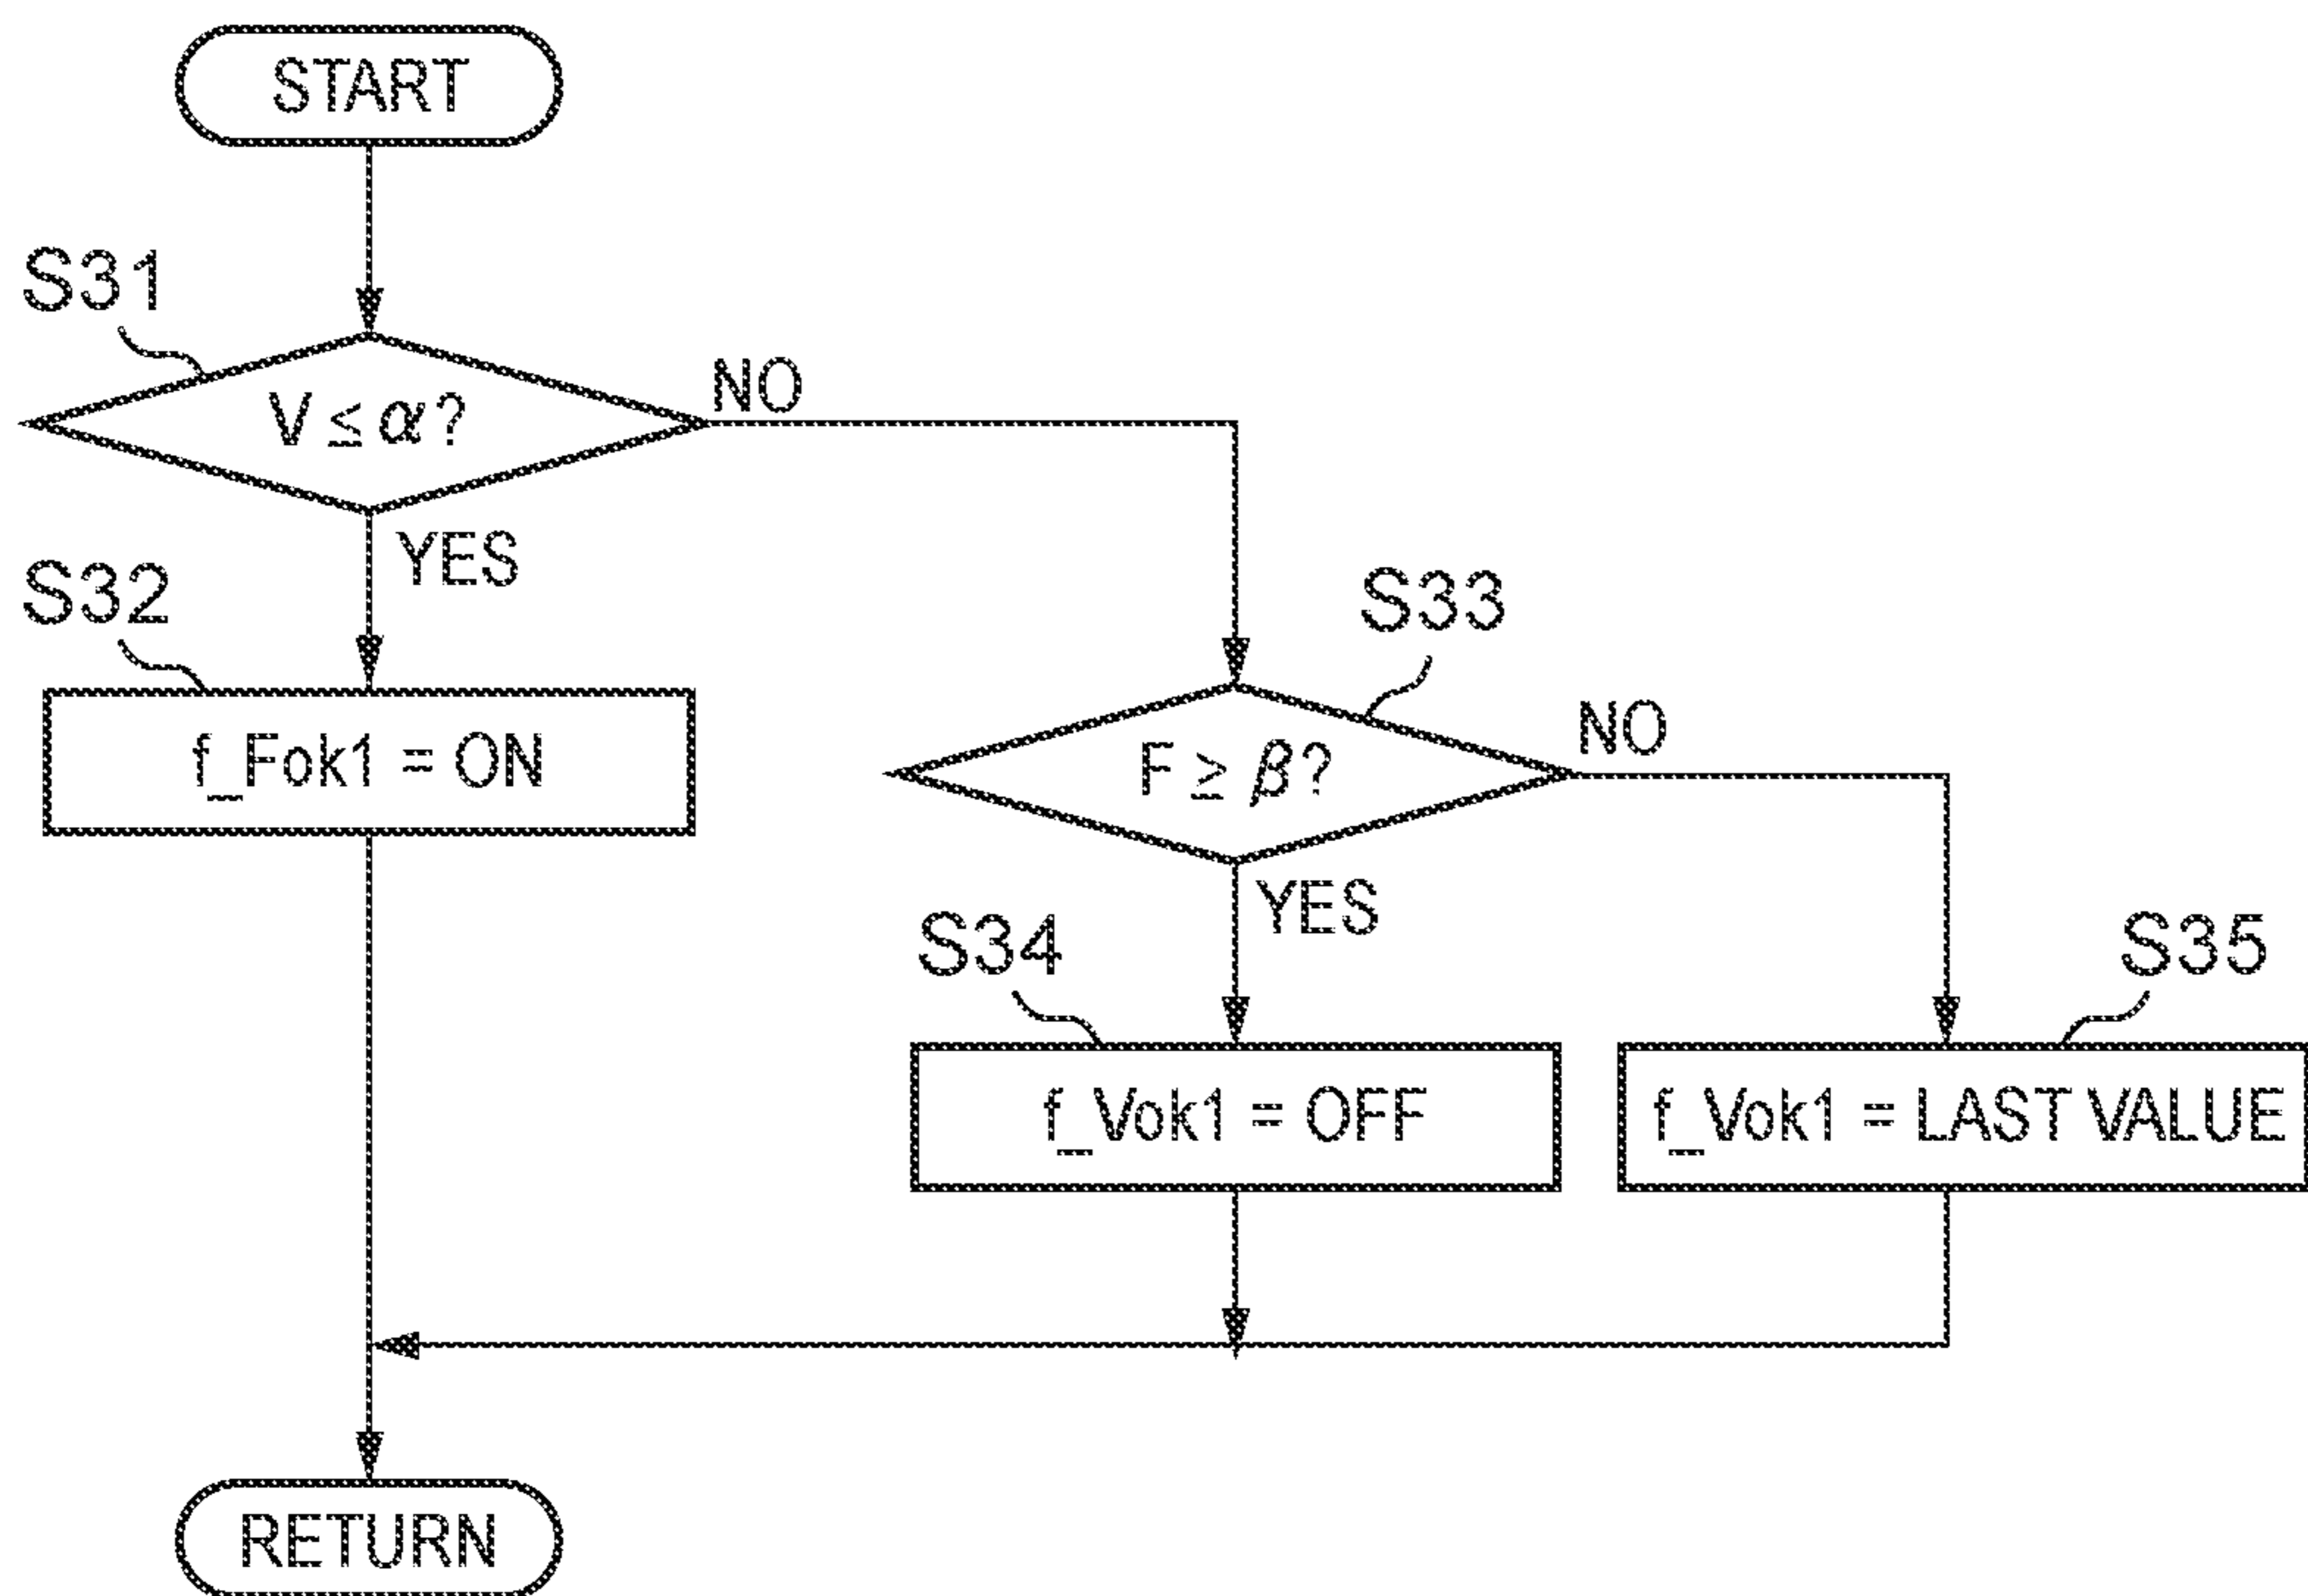 START
S31
V ≤ α?
NO
YES
S32
S33
f_Fok1 = ON
F ≥ β?
NO
YES
S34
S35
f_Vok1 = OFF
f_Vok1 = LAST VALUE
RETURN